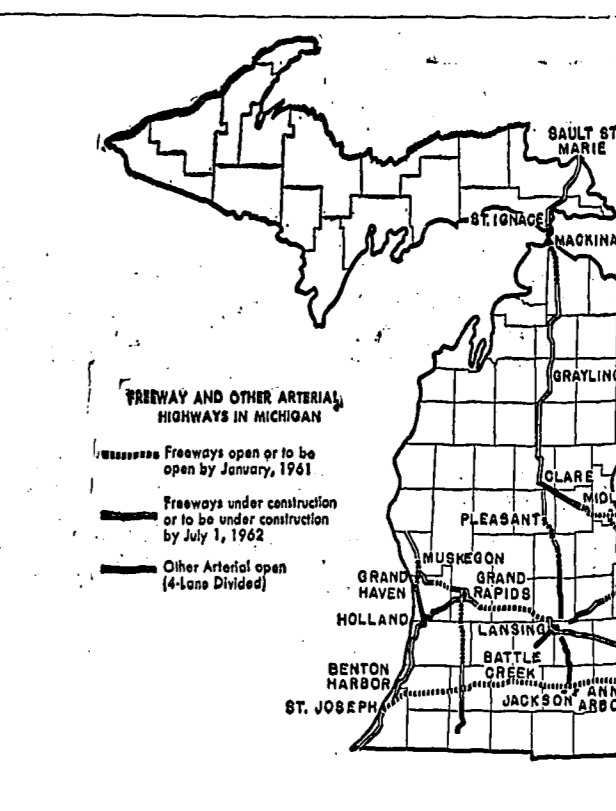 SAULT ST
MARIE
ST. IGNACE
MACKINA
GRAYLING
FREEWAY AND OTHER ARTERIAL
HIGHWAYS IN MICHIGAN
Freeways open or to be
open by January, 1961
CLARE
MIDL
Freeways under construction
or to be under construction
by July 1, 1962
PLEASANT
Other Arterial open
(4-Lane Divided)
MUSKEGON
GRAND
HAVEN
GRAND
RAPIDS
HOLLAND
LANSING
BATTLE
CREEK
BENTON
HARBOR
ST. JOSEPH
JACKSON
ANN
ARBO